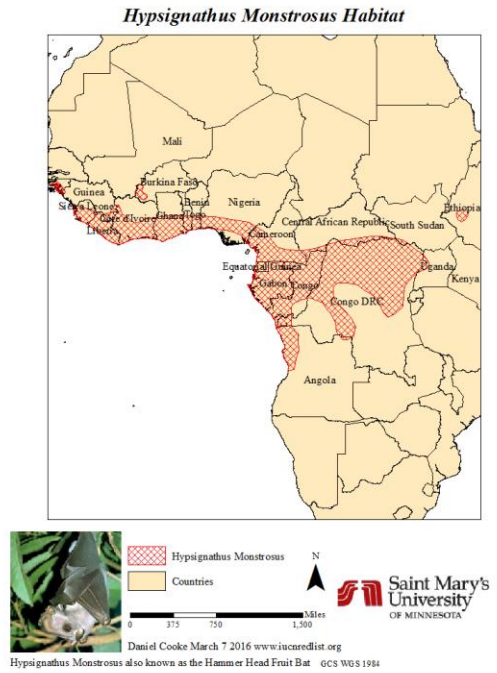 Hypsignathus Monstrosus Habitat
Mali
Burkina Faso
Guinea
Benin
Nigeria
Ethiopia
Sierra Leone
Cote d'Ivoire
Ghana
Togo
Central African Republic
South Sudan
Liberia
Cameroon
Equatorial Guinea
Uganda
Gabon
Congo
Kenya
Congo DRC
Angola
Hypsignathus Monstrosus
N
Countries
Miles
0 375 750 1,500
Saint Mary's
University
OF MINNESOTA
Daniel Cooke March 7 2016 www.iucnredlist.org
Hypsignathus Monstrosus also known as the Hammer Head Fruit Bat GCS WGS 1984